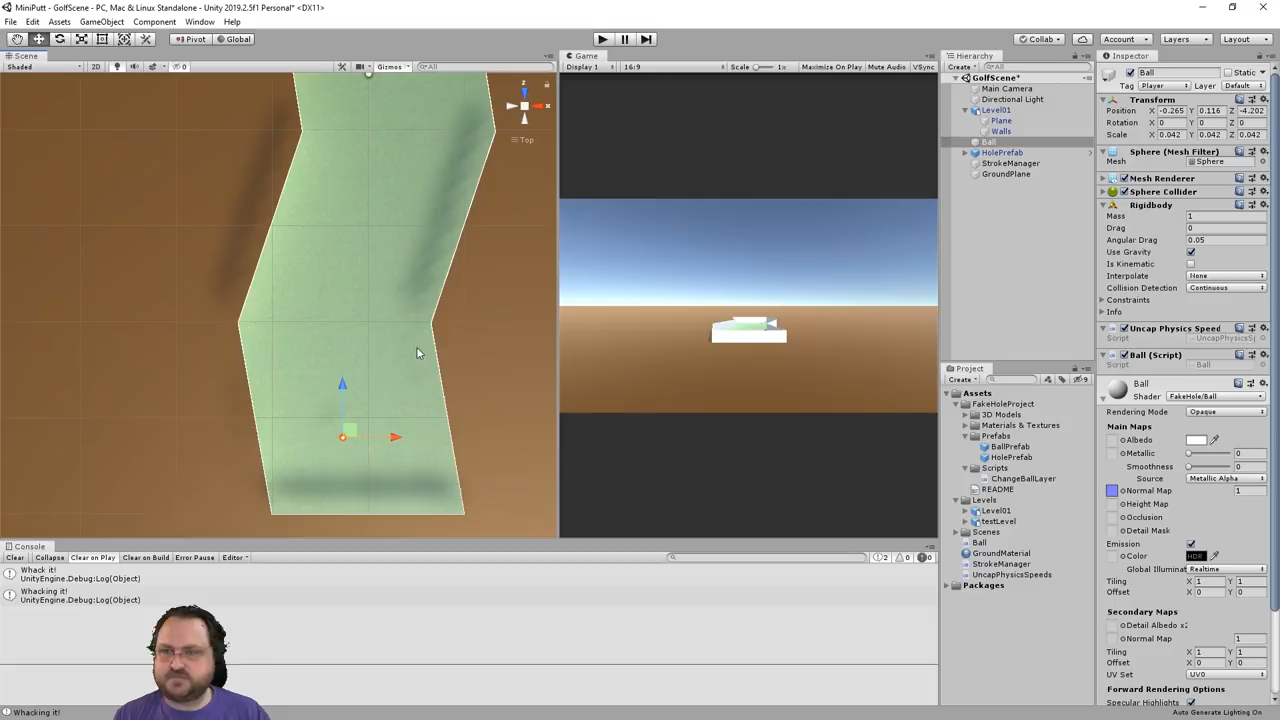 MiniPutt - GolfScene - PC, Mac & Linux Standalone - Unity 2019.2.5f1 Personal* <DX11>
File Edit Assets GameObject Component Window Help
Pivot Global Collab Account Layers Layout
Scene
Shaded 2D 0 Gizmos All
z
x
Top
Game
Display 1 16:9 Scale 1x Maximize On Play Mute Audio VSync
Hierarchy
Create All
GolfScene*
Main Camera
Directional Light
Level01
Plane
Walls
Ball
HolePrefab
StrokeManager
GroundPlane
Project
Create 9
Assets
FakeHoleProject
3D Models
Materials & Textures
Prefabs
BallPrefab
HolePrefab
Scripts
ChangeBallLayer
README
Levels
Level01
testLevel
Scenes
Ball
GroundMaterial
StrokeManager
UncapPhysicsSpeeds
Packages
Inspector
Ball Static
Tag Player Layer Default
Transform
Position X -0.265 Y 0.116 Z -4.202
Rotation X 0 Y 0 Z 0
Scale X 0.042 Y 0.042 Z 0.042
Sphere (Mesh Filter)
Mesh Sphere
Mesh Renderer
Sphere Collider
Rigidbody
Mass 1
Drag 0
Angular Drag 0.05
Use Gravity
Is Kinematic
Interpolate None
Collision Detection Continuous
Constraints
Info
Uncap Physics Speed
Script UncapPhysicsSp
Ball (Script)
Script Ball
Ball
Shader FakeHole/Ball
Rendering Mode Opaque
Main Maps
Albedo
Metallic 0
Smoothness 0
Source Metallic Alpha
Normal Map 1
Height Map
Occlusion
Detail Mask
Emission
Color HDR
Global Illuminat Realtime
Tiling X 1 Y 1
Offset X 0 Y 0
Secondary Maps
Detail Albedo x2
Normal Map 1
Tiling X 1 Y 1
Offset X 0 Y 0
UV Set UV0
Forward Rendering Options
Specular Highlights
Console
Clear Collapse Clear on Play Clear on Build Error Pause Editor 2 0 0
Whack it!
UnityEngine.Debug:Log(Object)
Whacking it!
UnityEngine.Debug:Log(Object)
Whacking it!
Auto Generate Lighting On